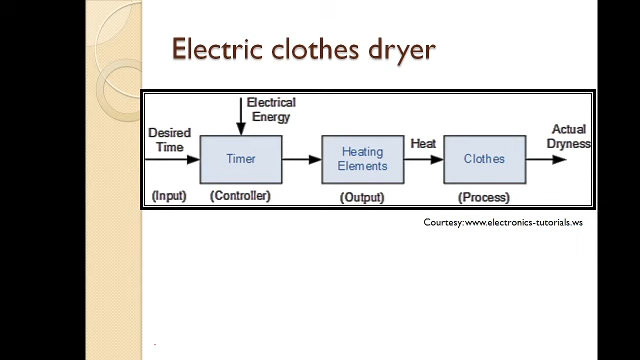 Electric clothes dryer
Electrical
Energy
Desired
Time
Timer
Heating
Elements
Heat
Clothes
Actual
Dryness
(Input)
(Controller)
(Output)
(Process)
Courtesy: www.electronics-tutorials.ws